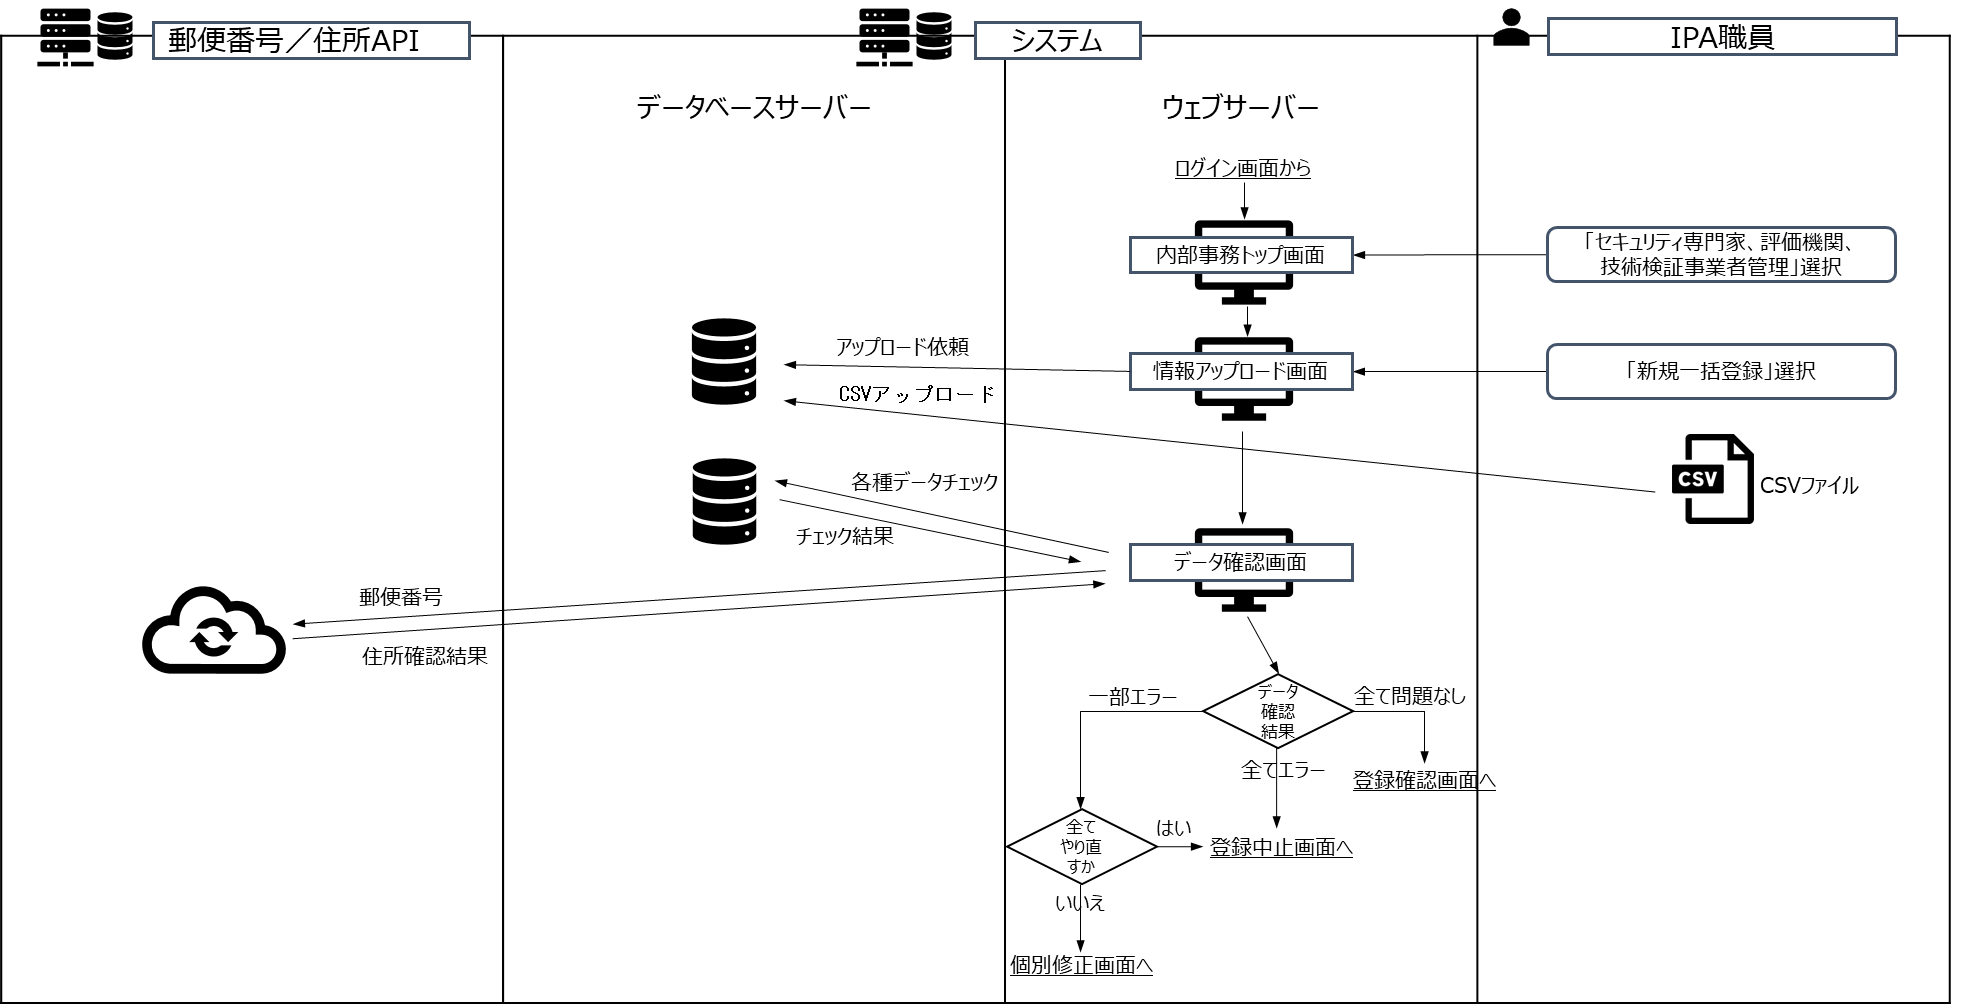 郵便番号／住所API
システム
IPA職員
データベースサーバー
ウェブサーバー
ログイン画面から
内部事務トップ画面
「セキュリティ専門家、評価機関、
技術検証事業者管理」選択
アップロード依頼
情報アップロード画面
「新規一括登録」選択
CSVアップロード
各種データチェック
CSV
CSVファイル
チェック結果
データ確認画面
郵便番号
住所確認結果
データ
確認
結果
一部エラー
全て問題なし
全てエラー
登録確認画面へ
全て
やり直
すか
はい
登録中止画面へ
いいえ
個別修正画面へ